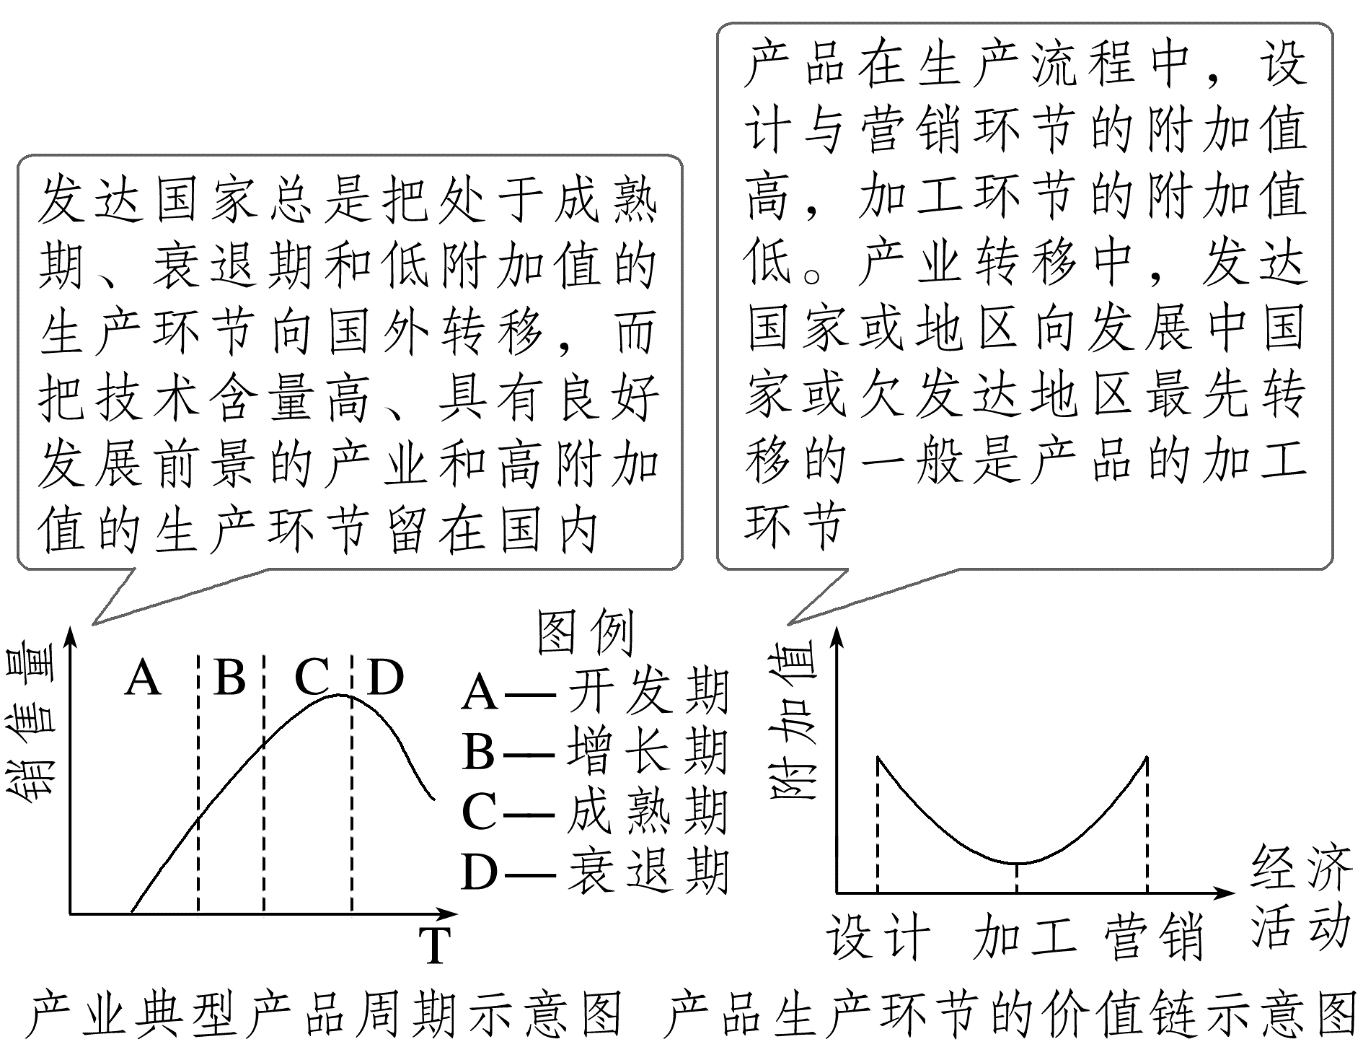 产品在生产流程中，设
计与营销环节的附加值
高，加工环节的附加值
低。产业转移中，发达
国家或地区向发展中国
家或欠发达地区最先转
移的一般是产品的加工
环节
发达国家总是把处于成熟
期、衰退期和低附加值的
生产环节向国外转移，而
把技术含量高、具有良好
发展前景的产业和高附加
值的生产环节留在国内
销售量
A B C D
T
图例
A—开发期
B—增长期
C—成熟期
D—衰退期
产业典型产品周期示意图
附加值
设计 加工 营销
经济
活动
产品生产环节的价值链示意图